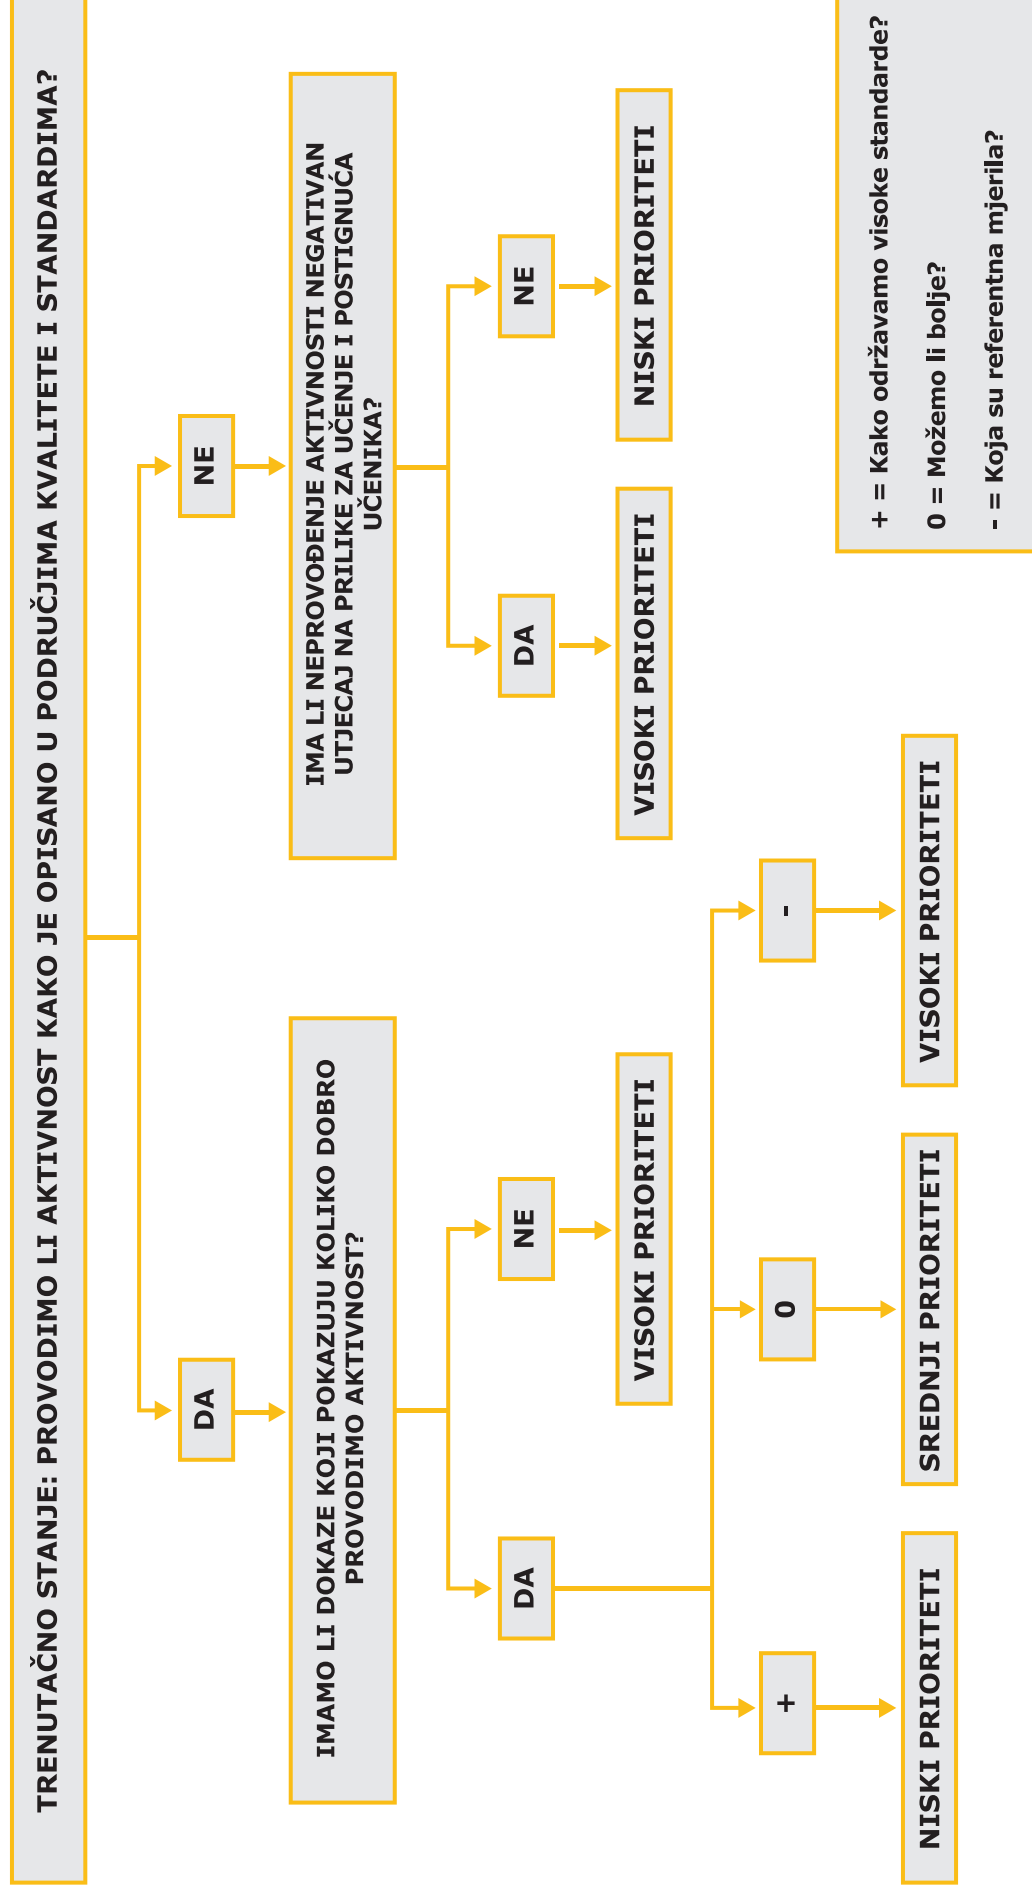 TRENUTAČNO STANJE: PROVODIMO LI AKTIVNOST KAKO JE OPISANO U PODRUČJIMA KVALITETE I STANDARDIMA?
DA
NE
IMAMO LI DOKAZE KOJI POKAZUJU KOLIKO DOBRO
PROVODIMO AKTIVNOST?
IMA LI NEPROVOĐENJE AKTIVNOSTI NEGATIVAN
UTJECAJ NA PRILIKE ZA UČENJE I POSTIGNUĆA
UČENIKA?
DA
NE
DA
NE
VISOKI PRIORITETI
VISOKI PRIORITETI
NISKI PRIORITETI
+
0
-
NISKI PRIORITETI
SREDNJI PRIORITETI
VISOKI PRIORITETI
+ = Kako održavamo visoke standarde?
0 = Možemo li bolje?
- = Koja su referentna mjerila?